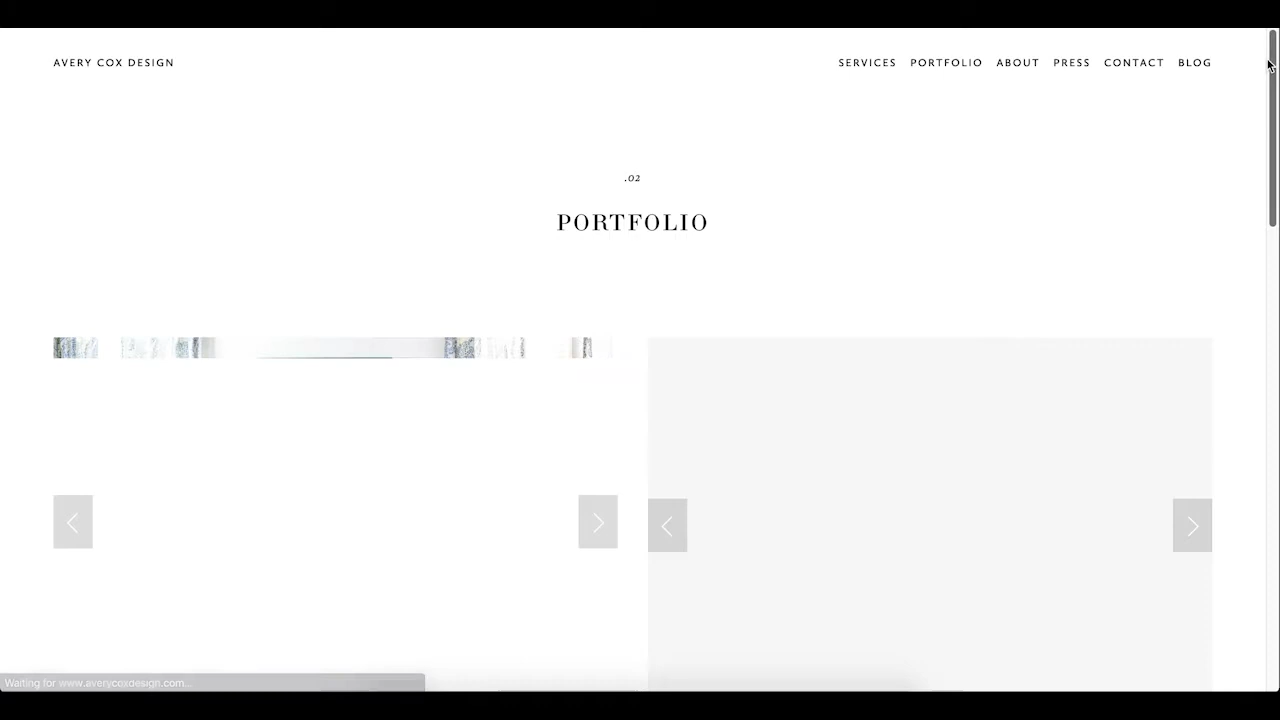 AVERY COX DESIGN
SERVICES PORTFOLIO ABOUT PRESS CONTACT BLOG
.02
PORTFOLIO
Waiting for www.averycoxdesign.com...